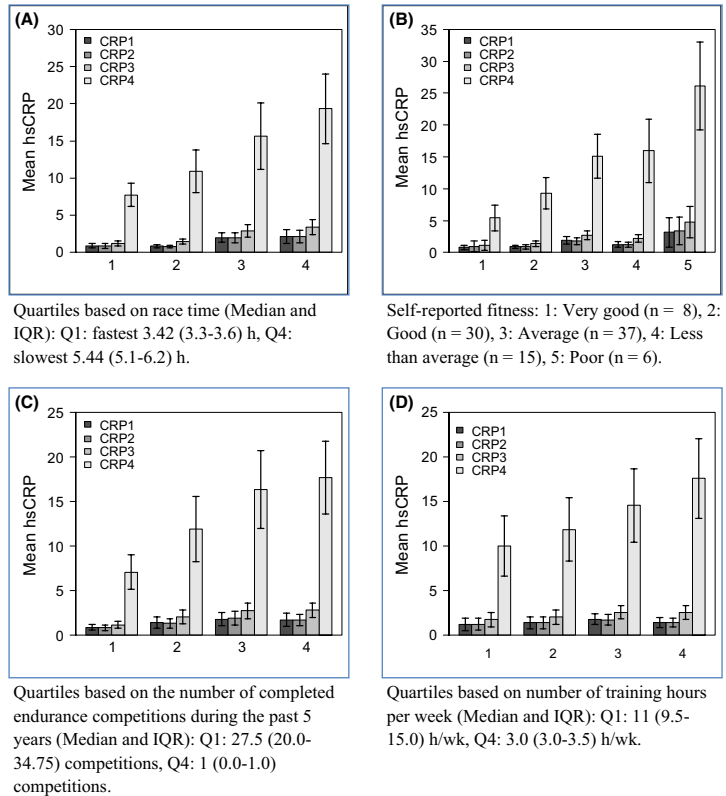 (A)
30
25
20
15
10
5
0
Mean hsCRP
CRP1
CRP2
CRP3
CRP4
1 2 3 4
Quartiles based on race time (Median and
IQR): Q1: fastest 3.42 (3.3-3.6) h, Q4:
slowest 5.44 (5.1-6.2) h.
(B)
35
30
25
20
15
10
5
0
Mean hsCRP
CRP1
CRP2
CRP3
CRP4
1 2 3 4 5
Self-reported fitness: 1: Very good (n = 8), 2:
Good (n = 30), 3: Average (n = 37), 4: Less
than average (n = 15), 5: Poor (n = 6).
(C)
25
20
15
10
5
0
Mean hsCRP
CRP1
CRP2
CRP3
CRP4
1 2 3 4
Quartiles based on the number of completed
endurance competitions during the past 5
years (Median and IQR): Q1: 27.5 (20.0-
34.75) competitions, Q4: 1 (0.0-1.0)
competitions.
(D)
25
20
15
10
5
0
Mean hsCRP
CRP1
CRP2
CRP3
CRP4
1 2 3 4
Quartiles based on number of training hours
per week (Median and IQR): Q1: 11 (9.5-
15.0) h/wk, Q4: 3.0 (3.0-3.5) h/wk.